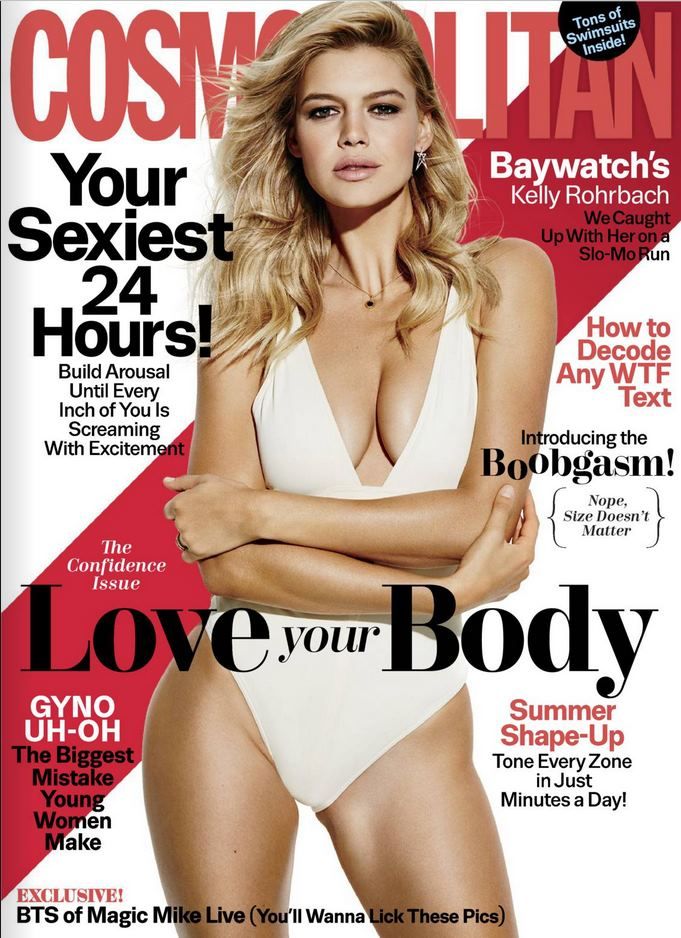 COSMOPOLITAN
Tons of
Swimsuits
Inside!
Your
Sexiest
24
Hours!
Build Arousal
Until Every
Inch of You Is
Screaming
With Excitement
Baywatch's
Kelly Rohrbach
We Caught
Up With Her on a
Slo-Mo Run
How to
Decode
Any WTF
Text
Introducing the
Boobgasm!
Nope,
Size Doesn't
Matter
The
Confidence
Issue
Love your Body
GYNO
UH-OH
The Biggest
Mistake
Young
Women
Make
Summer
Shape-Up
Tone Every Zone
in Just
Minutes a Day!
EXCLUSIVE!
BTS of Magic Mike Live (You'll Wanna Lick These Pics)